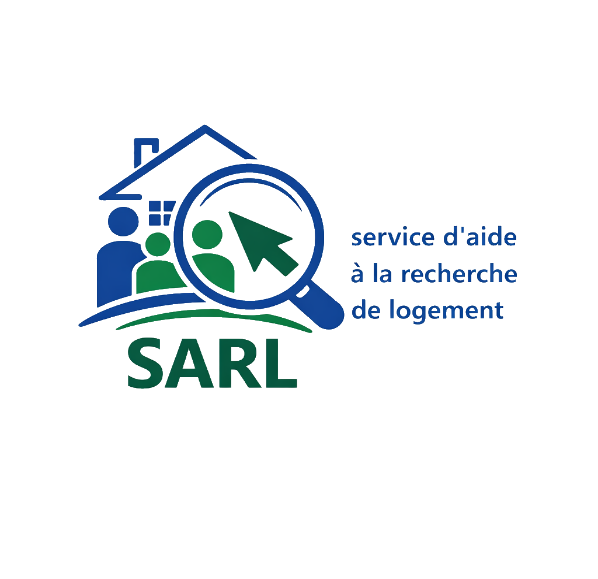 service d'aide
à la recherche
de logement
SARL